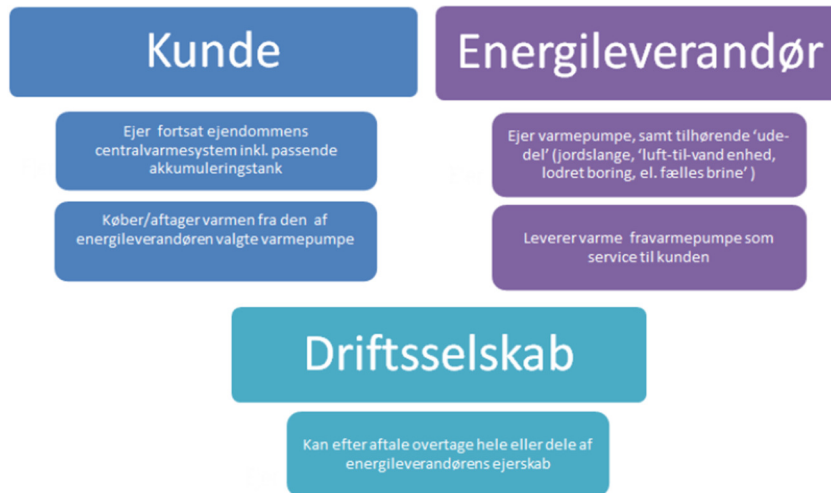 Kunde
Ejer fortsat ejendommens
centralvarmesystem inkl. passende
akkumuleringstank
Køber/aftager varmen fra den af
energileverandøren valgte varmepumpe
Energileverandør
Ejer varmepumpe, samt tilhørende ‘ude-
del’ (jordslange, ‘luft-til-vand enhed,
lodret boring, el. fælles brine’ )
Leverer varme fravarmepumpe som
service til kunden
Driftsselskab
Kan efter aftale overtage hele eller dele af
energileverandørens ejerskab